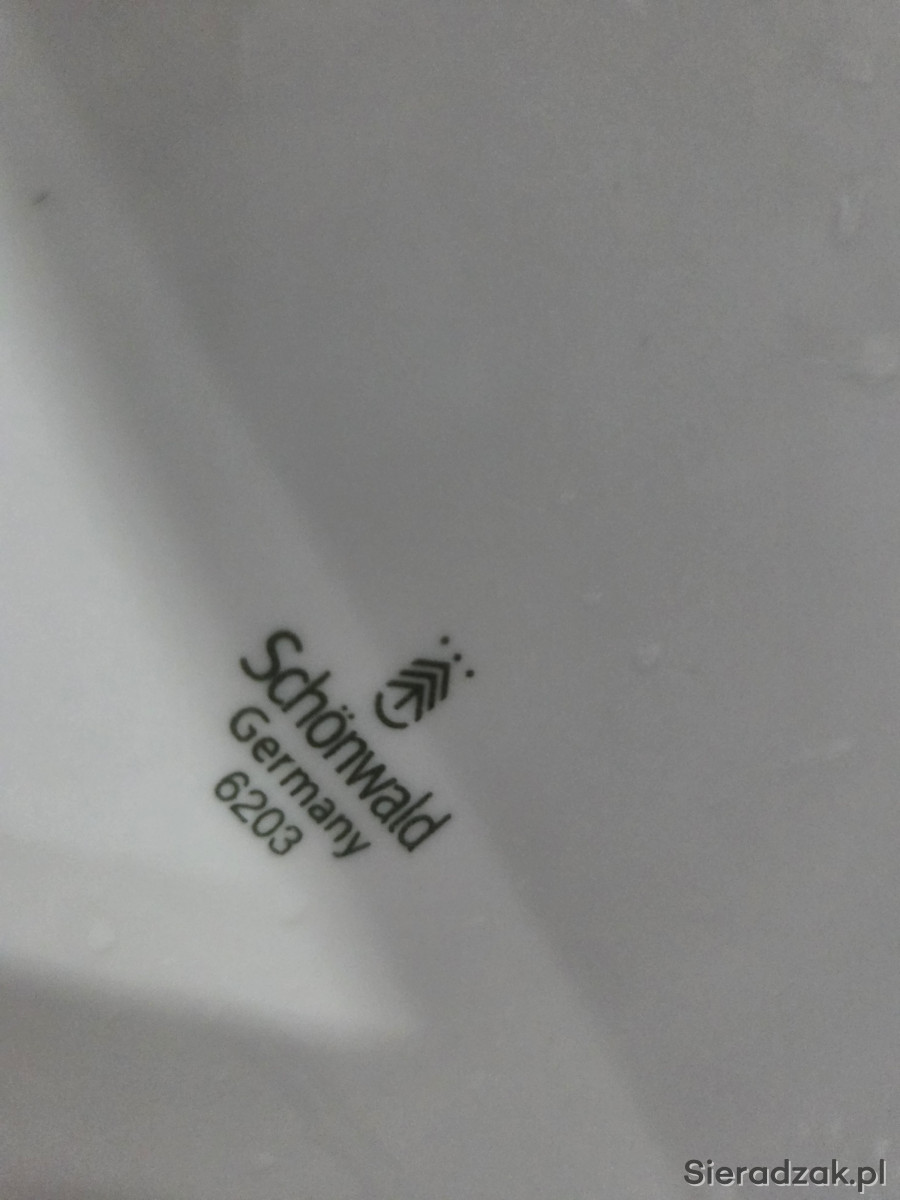 Schönwald
Germany
6203
Sieradzak.pl